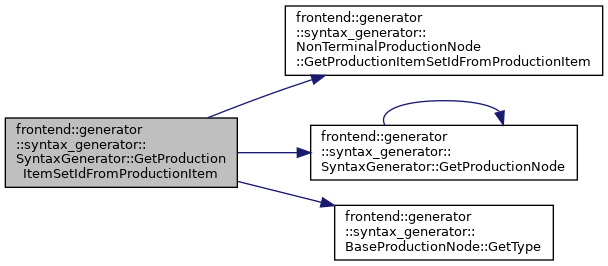 frontend::generator
::syntax_generator::
SyntaxGenerator::GetProduction
ItemSetIdFromProductionItem
frontend::generator
::syntax_generator::
NonTerminalProductionNode
::GetProductionItemSetIdFromProductionItem
frontend::generator
::syntax_generator::
SyntaxGenerator::GetProductionNode
frontend::generator
::syntax_generator::
BaseProductionNode::GetType